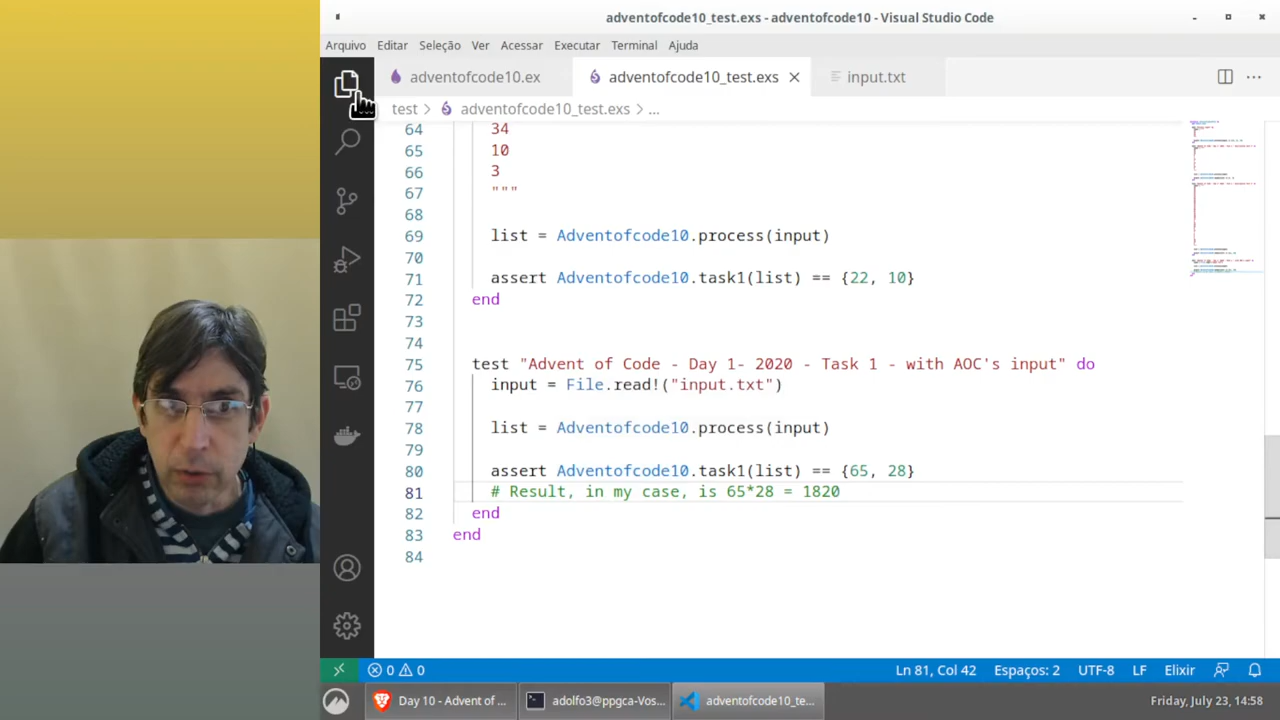 adventofcode10_test.exs - adventofcode10 - Visual Studio Code
Arquivo Editar Seleção Ver Acessar Executar Terminal Ajuda
adventofcode10.ex adventofcode10_test.exs input.txt
test > adventofcode10_test.exs > ...
64 34
65 10
66 3
67 """
68
69 list = Adventofcode10.process(input)
70
71 assert Adventofcode10.task1(list) == {22, 10}
72 end
73
74
75 test "Advent of Code - Day 1- 2020 - Task 1 - with AOC's input" do
76 input = File.read!("input.txt")
77
78 list = Adventofcode10.process(input)
79
80 assert Adventofcode10.task1(list) == {65, 28}
81 # Result, in my case, is 65*28 = 1820
82 end
83 end
84
0 0 Ln 81, Col 42 Espaços: 2 UTF-8 LF Elixir
Day 10 - Advent of ... adolfo3@ppgca-Vos... adventofcode10_te... Friday, July 23, 14:58